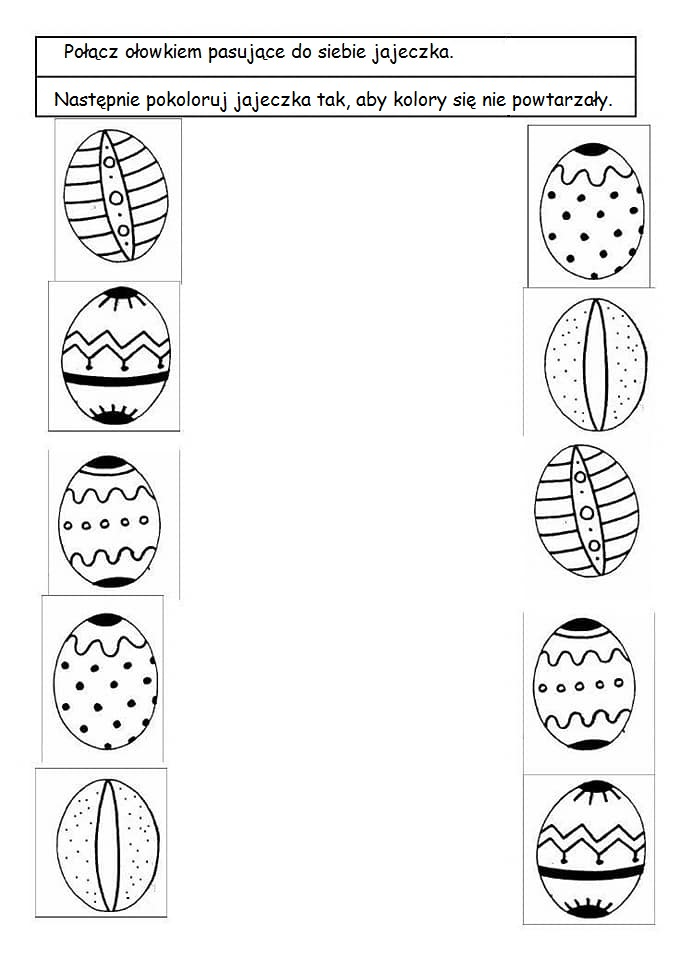 Połącz ołowkiem pasujące do siebie jajeczka.
Następnie pokoloruj jajeczka tak, aby kolory się nie powtarzały.